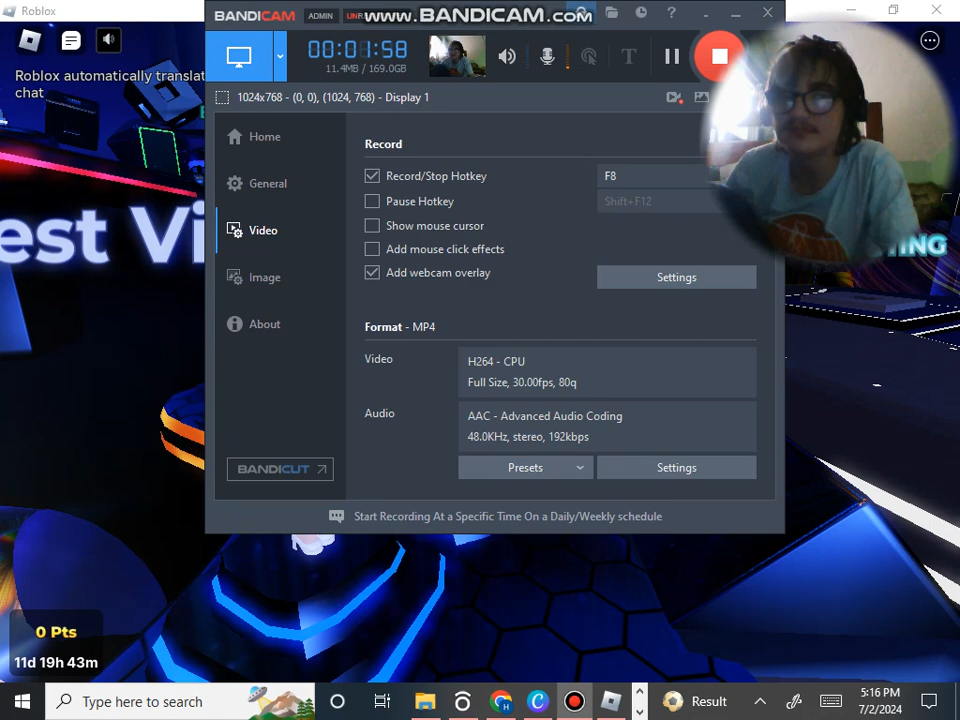 Roblox
BANDICAM
ADMIN
UNR
WWW.BANDICAM.COM
?
Roblox automatically translat
chat
00:01:58
11.4MB / 169.0GB
T
1024x768 - (0, 0), (1024, 768) - Display 1
Home
General
Video
Image
About
BANDICUT
Record
Record/Stop Hotkey
F8
Pause Hotkey
Shift+F12
Show mouse cursor
Add mouse click effects
Add webcam overlay
Settings
Format - MP4
Video
H264 - CPU
Full Size, 30.00fps, 80q
Audio
AAC - Advanced Audio Coding
48.0KHz, stereo, 192kbps
Presets
Settings
Start Recording At a Specific Time On a Daily/Weekly schedule
est Vi
TING
0 Pts
11d 19h 43m
Type here to search
H
Result
5:16 PM
7/2/2024